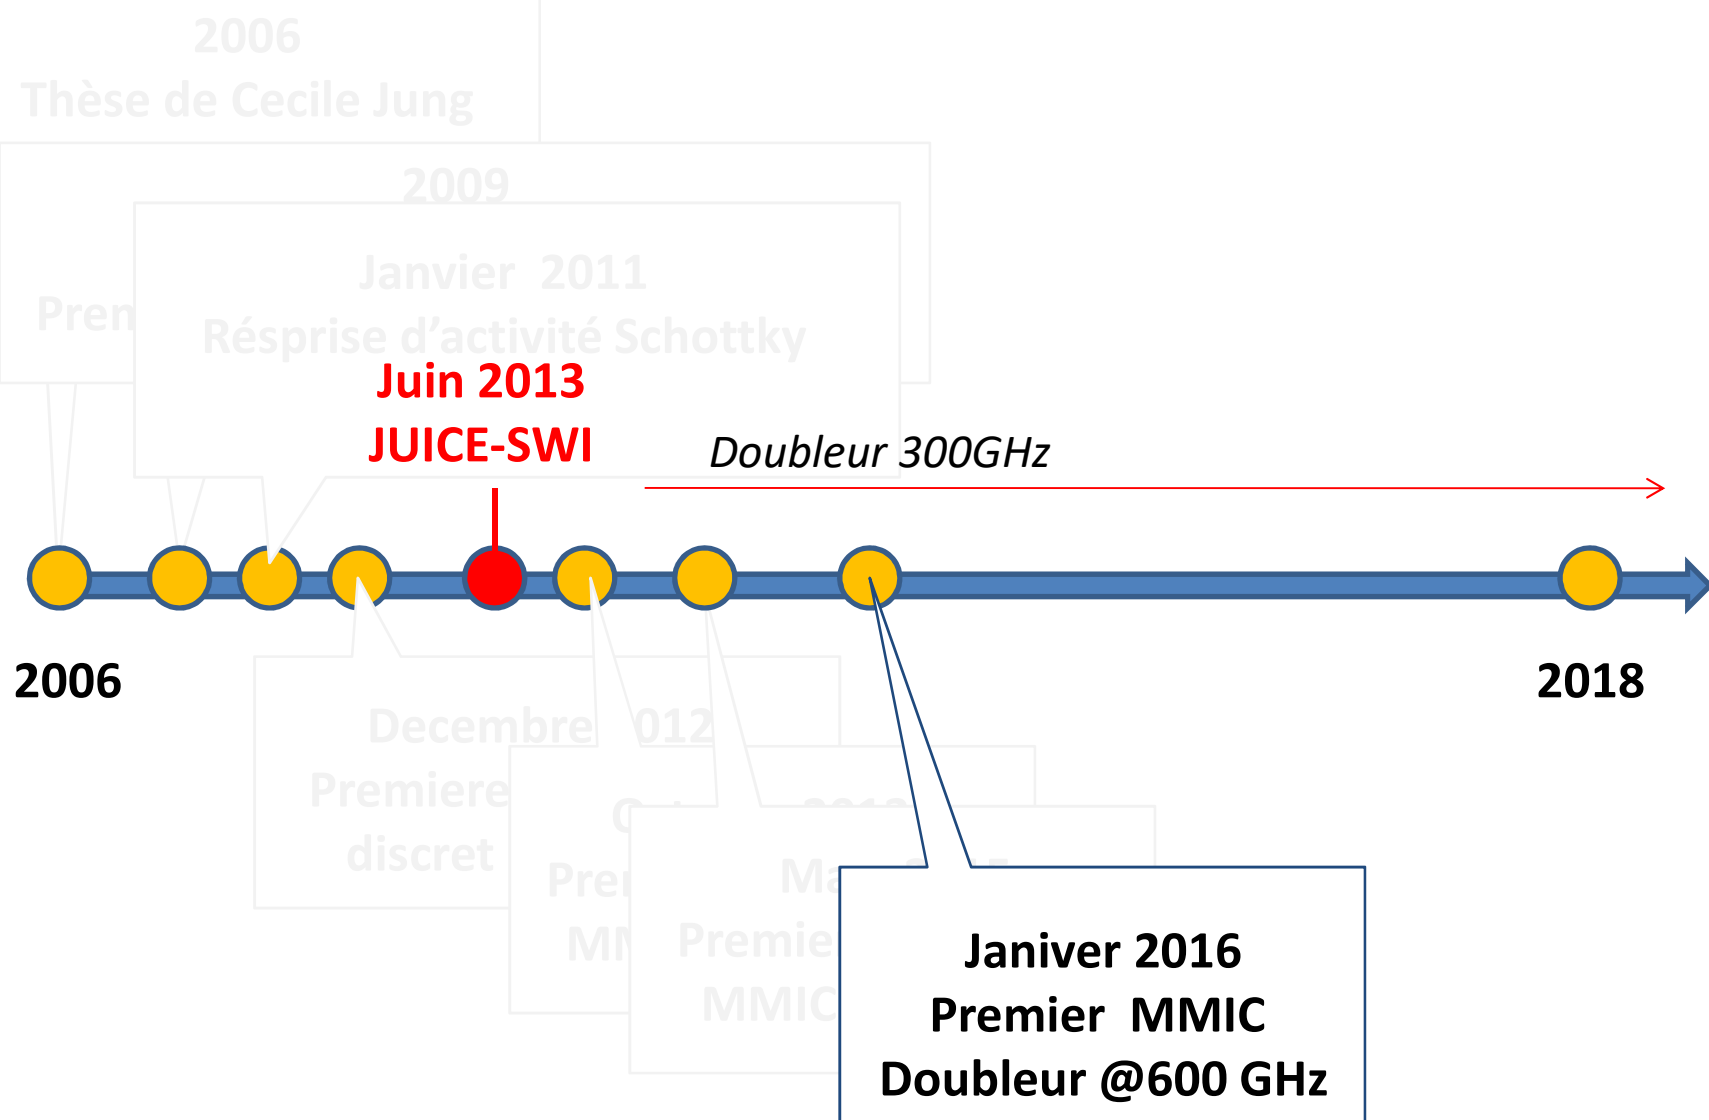 2006
Thèse de Cecile Jung
2009
Janvier  2011
Résprise d’activité Schottky
Juin 2013
JUICE-SWI
Doubleur 300GHz
2006
2018
Decembre
Premiere
discret
MMIC
Janiver 2016
Premier  MMIC
Doubleur @600 GHz